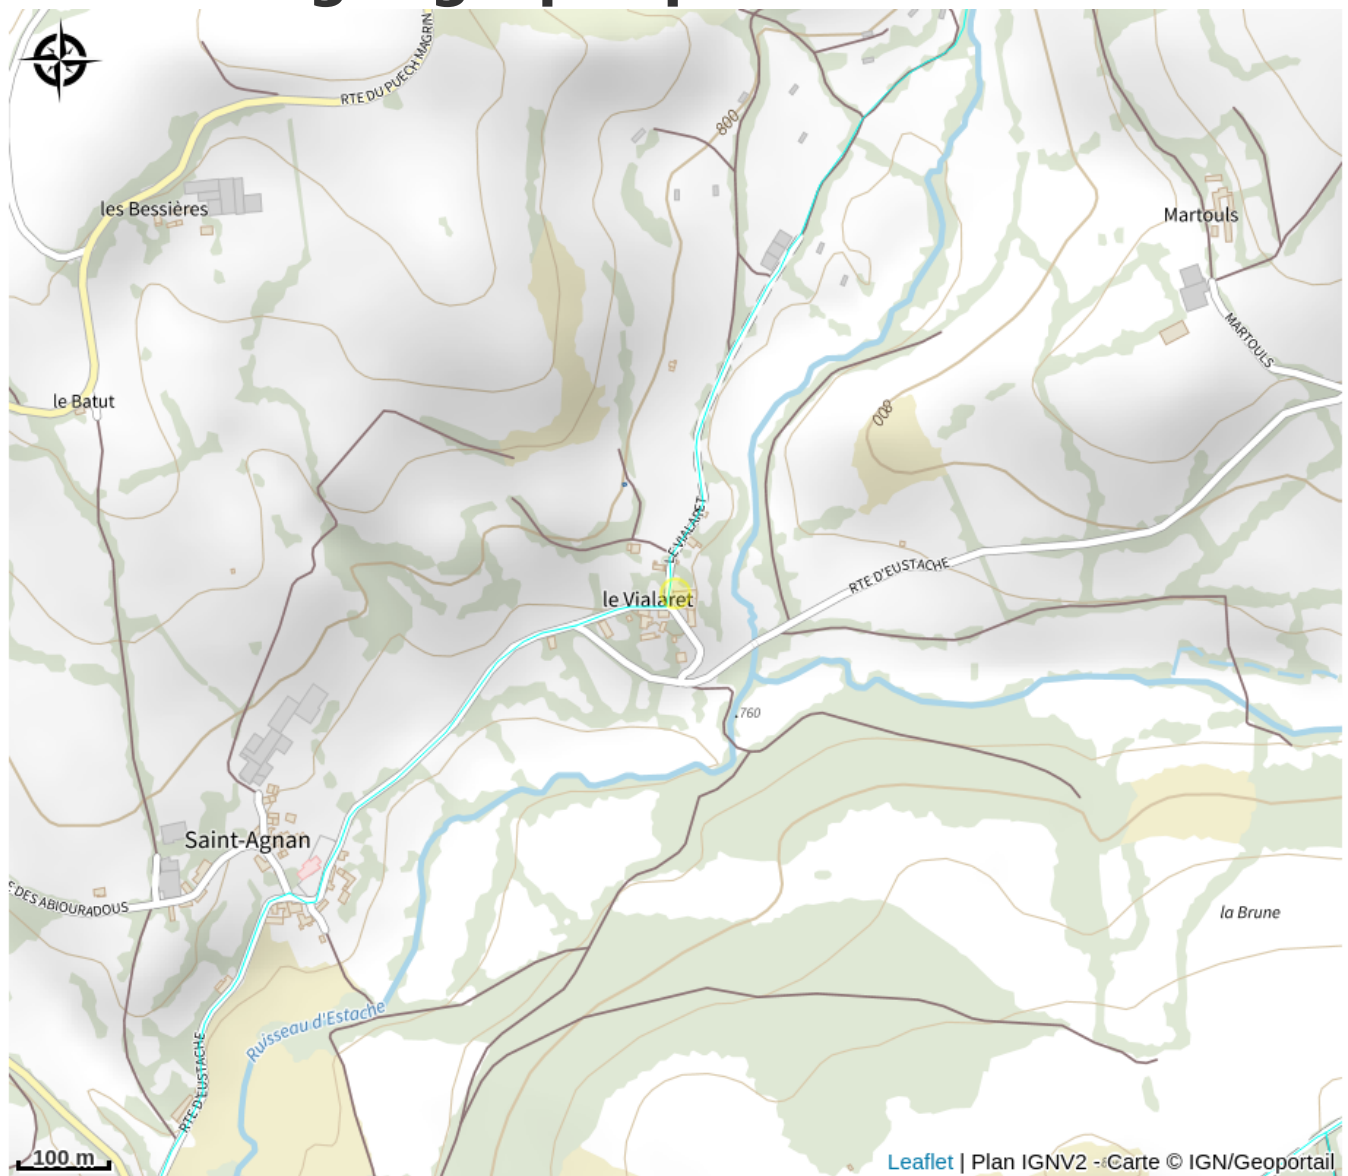 RTE DU PUECH MAGRIN
800
les Bessières
Martouls
MARTOULS
le Batut
800
LE VIALARET
RTE D'EUSTACHE
le Vialaret
760
Saint-Agnan
E DES ABIOURADOUS
la Brune
Ruisseau d'Estache
RTE D'EUSTACHE
100 m
Leaflet | Plan IGNV2 - Carte © IGN/Geoportail